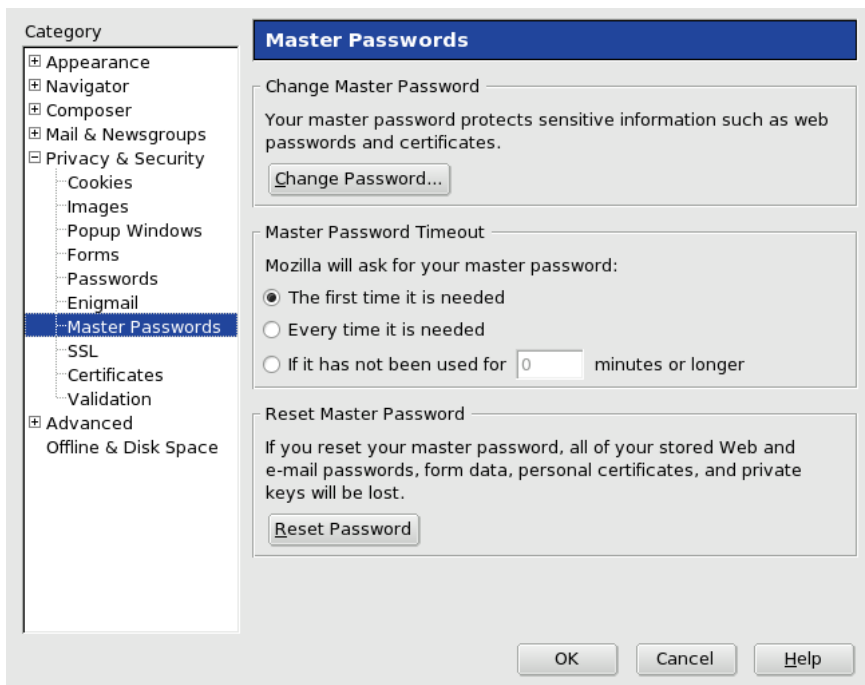 Category
Appearance
Navigator
Composer
Mail & Newsgroups
Privacy & Security
Cookies
Images
Popup Windows
Forms
Passwords
Enigmail
Master Passwords
SSL
Certificates
Validation
Advanced
Offline & Disk Space
Master Passwords
Change Master Password
Your master password protects sensitive information such as web
passwords and certificates.
Change Password...
Master Password Timeout
Mozilla will ask for your master password:
The first time it is needed
Every time it is needed
If it has not been used for 0 minutes or longer
Reset Master Password
If you reset your master password, all of your stored Web and
e-mail passwords, form data, personal certificates, and private
keys will be lost.
Reset Password
OK Cancel Help